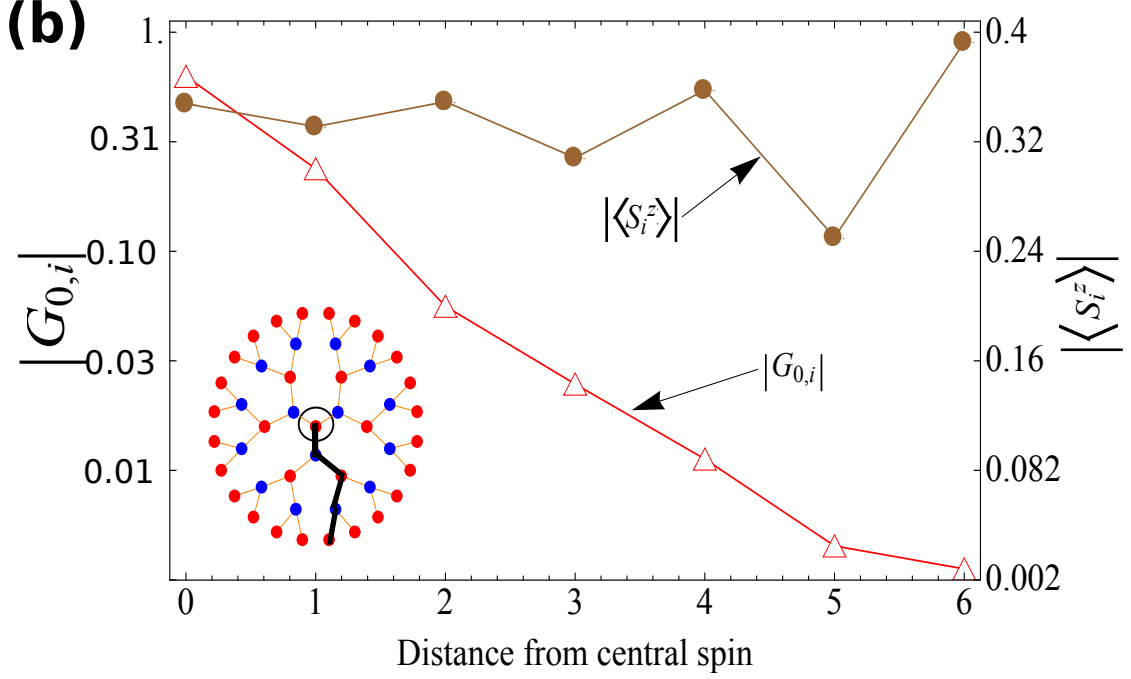 (b)
1.
0.31
0.10
0.03
0.01
|G0,i|
0.4
0.32
0.24
0.16
0.082
0.002
|⟨Siz⟩|
|⟨Siz⟩|
|G0,i|
0 1 2 3 4 5 6
Distance from central spin